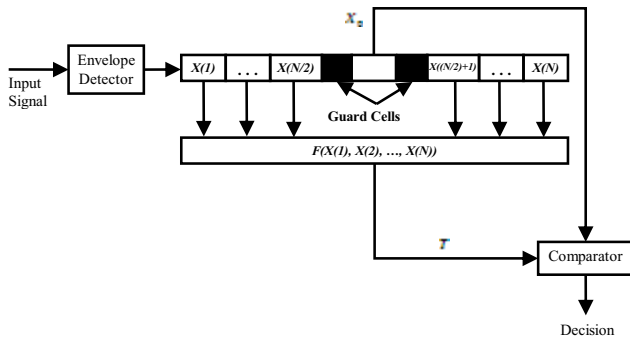 X₀
Input
Signal
Envelope
Detector
X(1) ... X(N/2) X((N/2)+1) ... X(N)
Guard Cells
F(X(1), X(2), ..., X(N))
T
Comparator
Decision